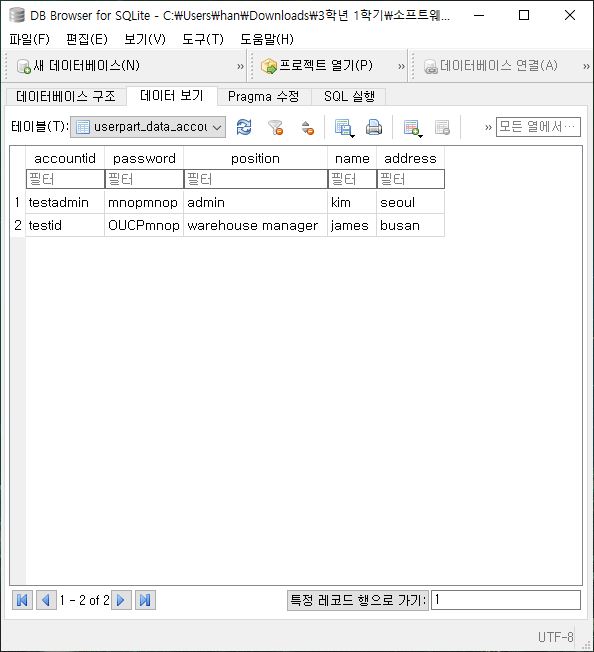 DB Browser for SQLite - C:₩Users₩han₩Downloads₩3학년 1학기₩소프트웨...
파일(F) 편집(E) 보기(V) 도구(T) 도움말(H)
새 데이터베이스(N) » 프로젝트 열기(P) » 데이터베이스 연결(A) »
데이터베이스 구조 데이터 보기 Pragma 수정 SQL 실행
테이블(T): userpart_data_accou » 모든 열에서…
accountid password position name address
필터 필터 필터 필터 필터
1 testadmin mnopmnop admin kim seoul
2 testid OUCPmnop warehouse manager james busan
1 - 2 of 2 특정 레코드 행으로 가기: 1
UTF-8